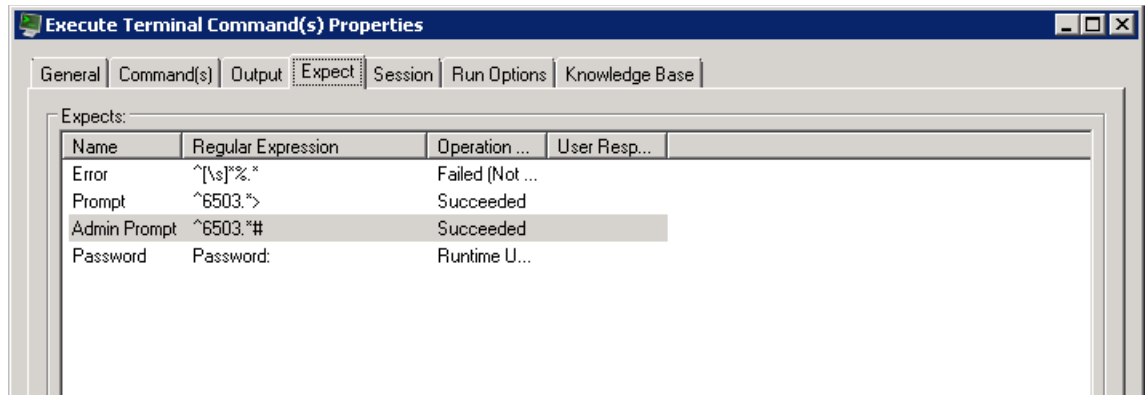 Execute Terminal Command(s) Properties
General Command(s) Output Expect Session Run Options Knowledge Base
Expects:
Name Regular Expression Operation ... User Resp...
Error ^[\s]*%.* Failed (Not ...
Prompt ^6503.*> Succeeded
Admin Prompt ^6503.*# Succeeded
Password Password: Runtime U...